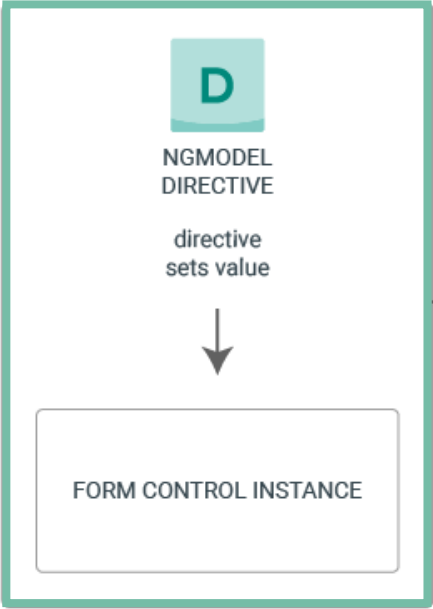 D
NGMODEL
DIRECTIVE
directive
sets value
FORM CONTROL INSTANCE